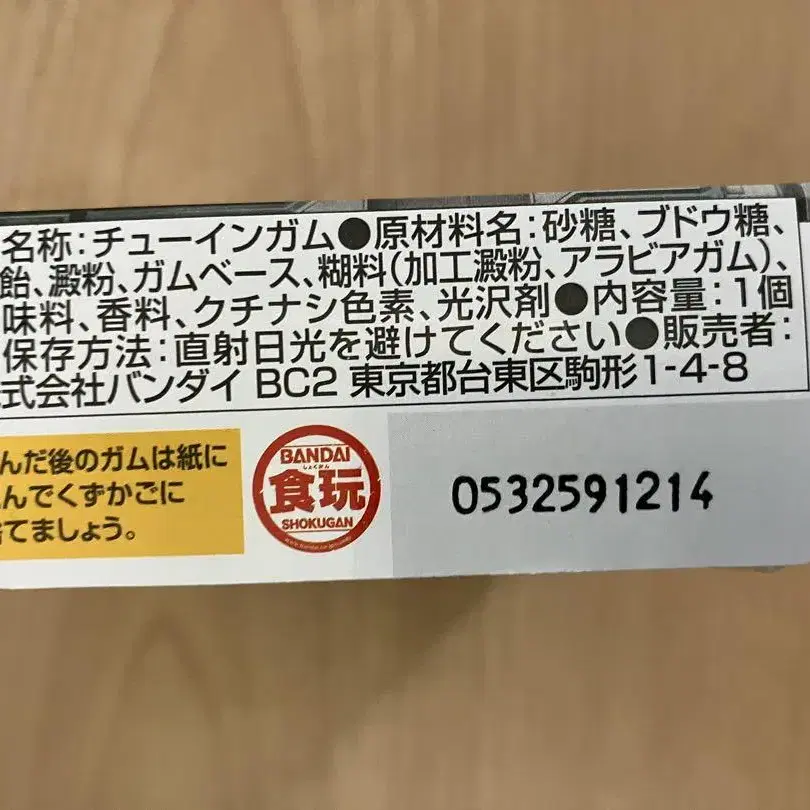 名称:チューインガム●原材料名:砂糖、ブドウ糖、
飴、澱粉、ガムベース、糊料(加工澱粉、アラビアガム)、
味料、香料、クチナシ色素、光沢剤●内容量:1個
保存方法:直射日光を避けてください●販売者:
式会社バンダイ BC2 東京都台東区駒形1-4-8
んだ後のガムは紙に
んでくずかごに
てましょう。
BANDAI
しょくがん
食玩
SHOKUGAN
0532591214